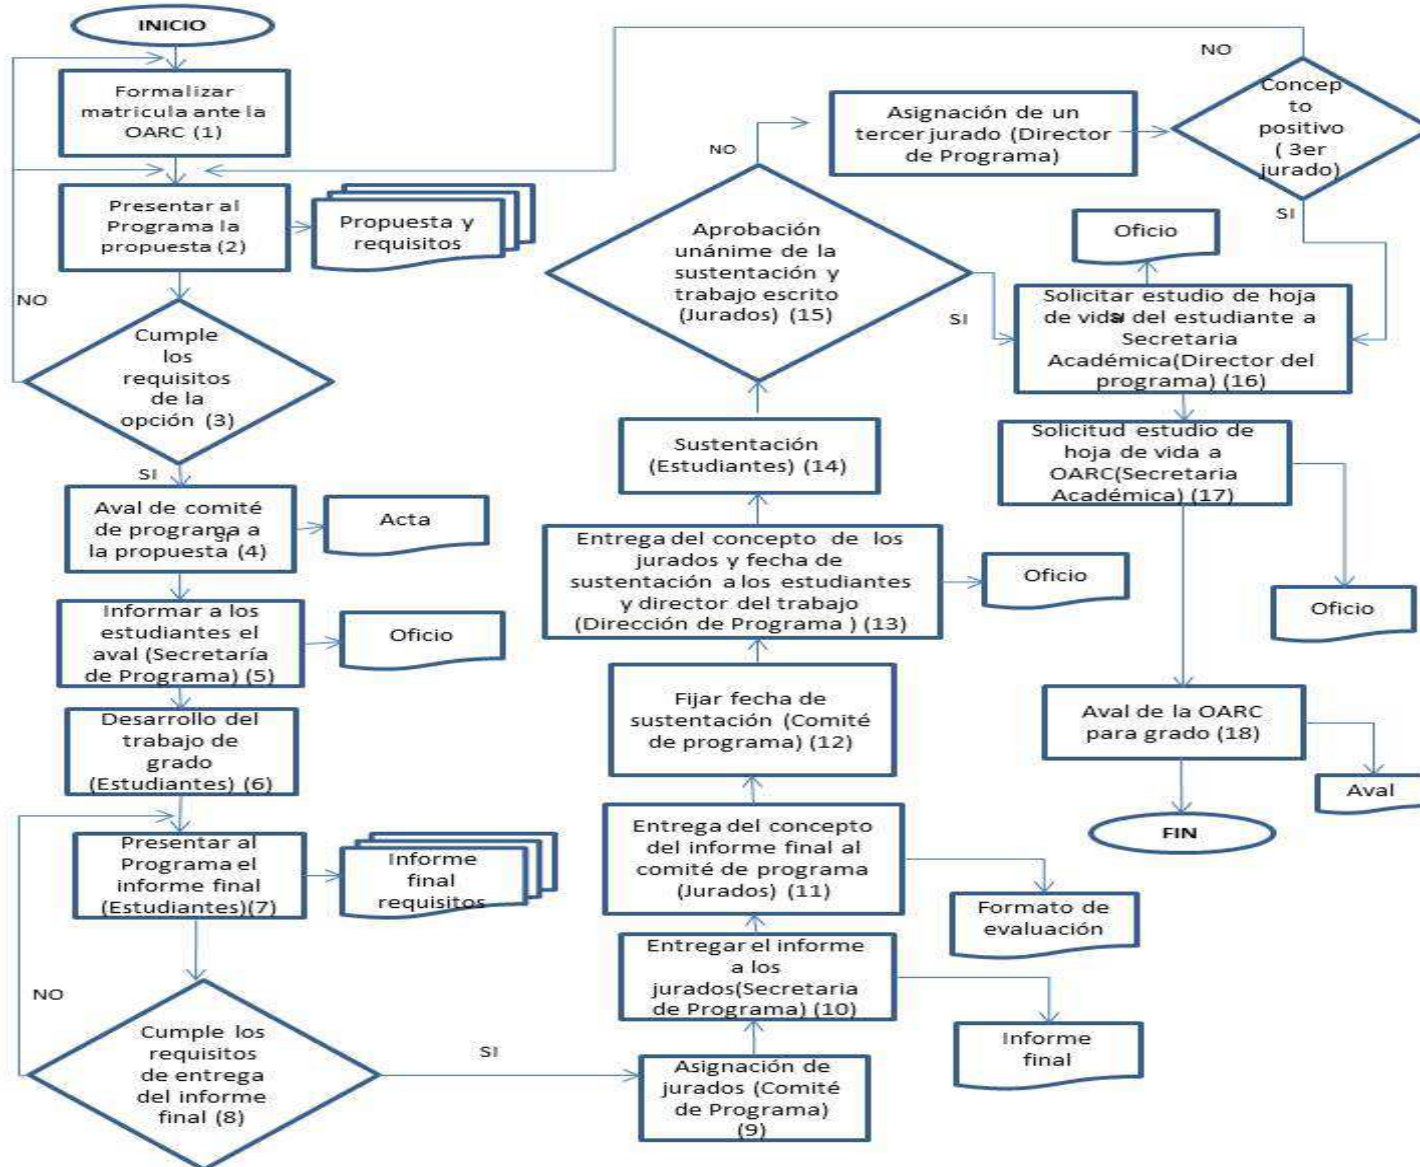 INICIO
Formalizar
matricula ante la
OARC (1)
Presentar al
Programa la
propuesta (2)
Propuesta y
requisitos
NO
Cumple
los
requisitos
de la
opción (3)
SI
Aval de comité
de programa a
la propuesta (4)
SI
Acta
Informar a los
estudiantes el
aval (Secretaría
de Programa) (5)
Oficio
Desarrollo del
trabajo de
grado
(Estudiantes) (6)
Presentar al
Programa el
informe final
(Estudiantes)(7)
Informe
final
requisitos
NO
Cumple los
requisitos
de entrega
del informe
final (8)
SI
Asignación de
jurados (Comité
de Programa)
(9)
Entregar el informe
a los
jurados(Secretaria
de Programa) (10)
Informe
final
Entrega del concepto
del informe final al
comité de programa
(Jurados) (11)
Formato de
evaluación
Fijar fecha de
sustentación (Comité
de programa) (12)
Entrega del concepto de los
jurados y fecha de
sustentación a los estudiantes
y director del trabajo
(Dirección de Programa ) (13)
Oficio
Sustentación
(Estudiantes) (14)
Aprobación
unánime de la
sustentación y
trabajo escrito
(Jurados) (15)
NO
SI
Asignación de un
tercer jurado (Director
de Programa)
NO
Concep
to
positivo
( 3er
jurado)
SI
Oficio
Solicitar estudio de hoja
de vida del estudiante a
SI
Secretaria
Académica(Director del
programa) (16)
Solicitud estudio de
hoja de vida a
OARC(Secretaria
Académica) (17)
Oficio
Aval de la OARC
para grado (18)
Aval
FIN